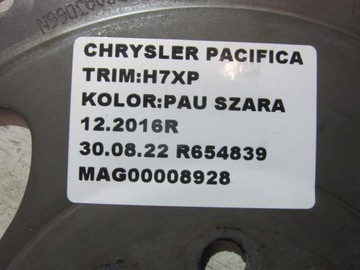 CHRYSLER PACIFICA
TRIM:H7XP
KOLOR:PAU SZARA
12.2016R
30.08.22 R654839
MAG00008928